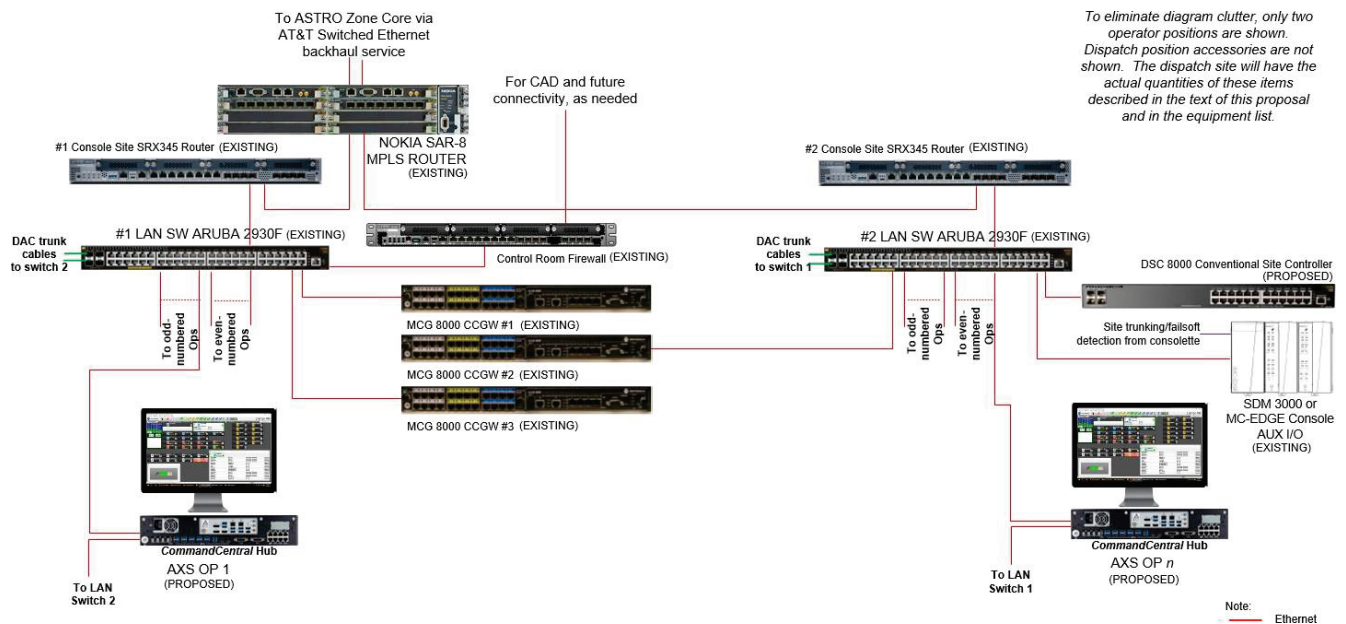 To ASTRO Zone Core via
AT&T Switched Ethernet
backhaul service
To eliminate diagram clutter, only two
operator positions are shown.
Dispatch position accessories are not
shown. The dispatch site will have the
actual quantities of these items
described in the text of this proposal
and in the equipment list.
For CAD and future
connectivity, as needed
NOKIA
NOKIA SAR-8
MPLS ROUTER
(EXISTING)
#1 Console Site SRX345 Router (EXISTING)
#2 Console Site SRX345 Router (EXISTING)
#1 LAN SW ARUBA 2930F (EXISTING)
DAC trunk
cables
to switch 2
Control Room Firewall (EXISTING)
#2 LAN SW ARUBA 2930F (EXISTING)
DAC trunk
cables
to switch 1
DSC 8000 Conventional Site Controller
(PROPOSED)
MCG 8000 CCGW #1 (EXISTING)
MCG 8000 CCGW #2 (EXISTING)
MCG 8000 CCGW #3 (EXISTING)
To odd-
numbered
Ops
To even-
numbered
Ops
To odd-
numbered
Ops
To even-
numbered
Ops
Site trunking/failsoft
detection from consolette
SDM 3000 or
MC-EDGE Console
AUX I/O
(EXISTING)
CommandCentral Hub
AXS OP 1
(PROPOSED)
To LAN
Switch 2
CommandCentral Hub
AXS OP n
(PROPOSED)
To LAN
Switch 1
Note:
Ethernet